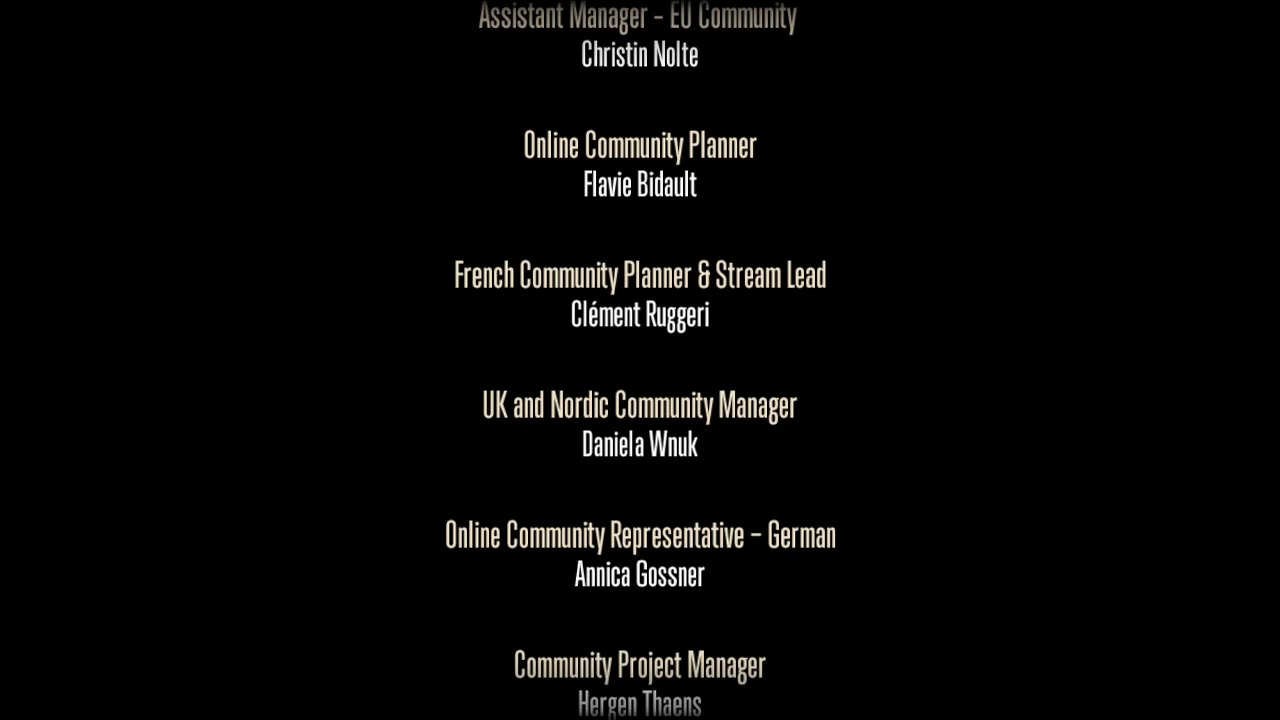 Assistant Manager – EU Community
Christin Nolte
Online Community Planner
Flavie Bidault
French Community Planner & Stream Lead
Clément Ruggeri
UK and Nordic Community Manager
Daniela Wnuk
Online Community Representative – German
Annica Gossner
Community Project Manager
Hergen Thaens